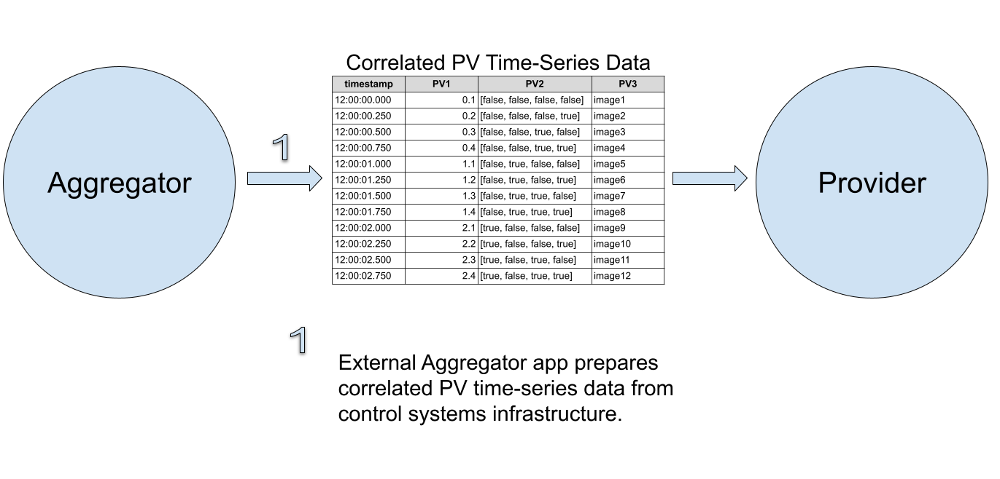 Correlated PV Time-Series Data
timestamp PV1 PV2 PV3
12:00:00.000 0.1 [false, false, false, false] image1
12:00:00.250 0.2 [false, false, false, true] image2
12:00:00.500 0.3 [false, false, true, false] image3
12:00:00.750 0.4 [false, false, true, true] image4
12:00:01.000 1.1 [false, true, false, false] image5
12:00:01.250 1.2 [false, true, false, true] image6
12:00:01.500 1.3 [false, true, true, false] image7
12:00:01.750 1.4 [false, true, true, true] image8
12:00:02.000 2.1 [true, false, false, false] image9
12:00:02.250 2.2 [true, false, false, true] image10
12:00:02.500 2.3 [true, false, true, false] image11
12:00:02.750 2.4 [true, false, true, true] image12
Aggregator
1
Provider
1
External Aggregator app prepares
correlated PV time-series data from
control systems infrastructure.